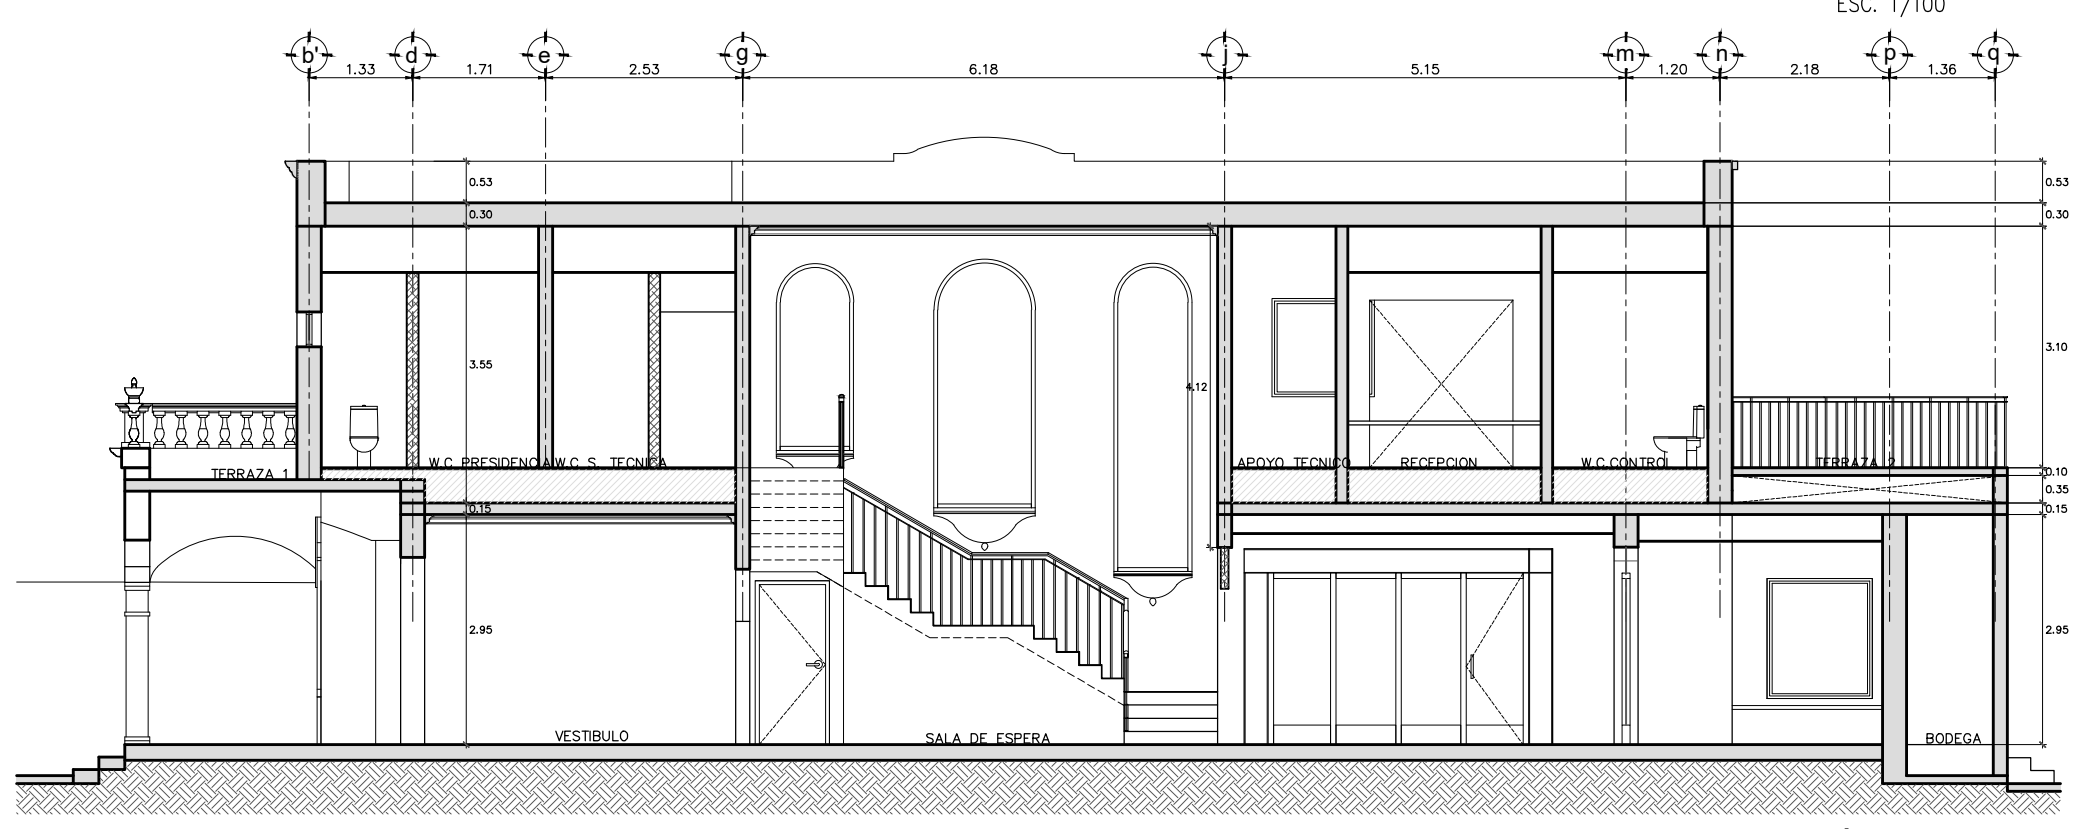 ESC. 1/100
b' d e g j m n p q
1.33 1.71 2.53 6.18 5.15 1.20 2.18 1.36
0.53 0.53
0.30 0.30
3.10
3.55
4.12
W.C. PRESIDENCIA W.C. S. TECNICA APOYO TECNICO RECEPCION W.C.CONTROL TERRAZA 2
TERRAZA 1 0.10
0.35
0.15 0.15
2.95 2.95
VESTIBULO SALA DE ESPERA BODEGA